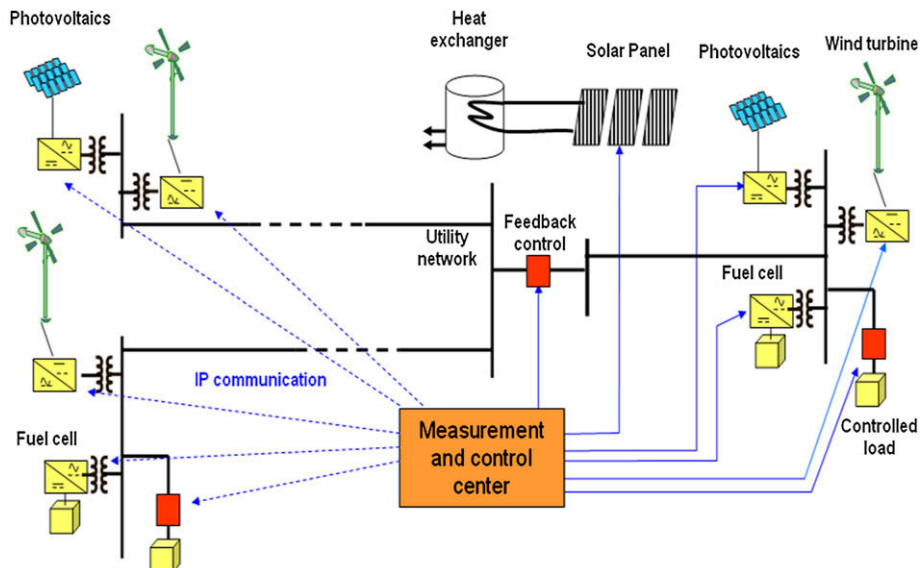 Photovoltaics
Heat
exchanger
Solar Panel
Photovoltaics
Wind turbine
Utility
network
Feedback
control
Fuel cell
IP communication
Measurement
and control
center
Controlled
load
Fuel cell